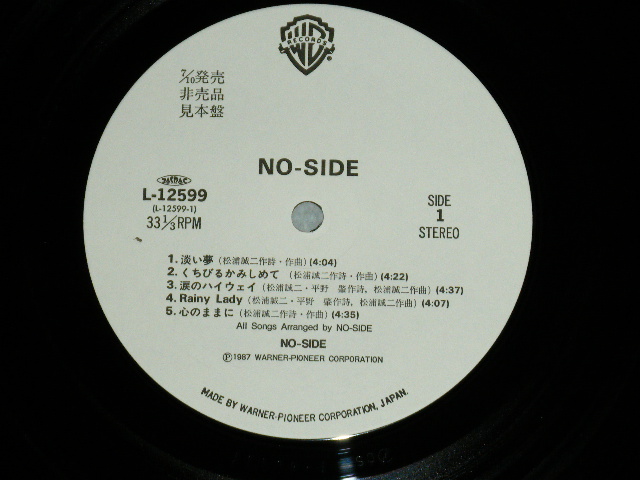 RECORDS
7/10発売
非売品
見本盤
NO-SIDE
L-12599
(L-12599-1)
33 1/3 RPM
SIDE
1
STEREO
1. 淡い夢 (松浦誠二作詩・作曲) (4:04)
2. くちびるかみしめて (松浦誠二作詩・作曲) (4:22)
3. 涙のハイウェイ (松浦誠二・平野 肇作詩, 松浦誠二作曲) (4:37)
4. Rainy Lady (松浦誠二・平野 肇作詩, 松浦誠二作曲) (4:07)
5. 心のままに (松浦誠二作詩・作曲) (4:35)
All Songs Arranged by NO-SIDE
NO-SIDE
Ⓟ1987 WARNER-PIONEER CORPORATION
MADE BY WARNER-PIONEER CORPORATION, JAPAN.